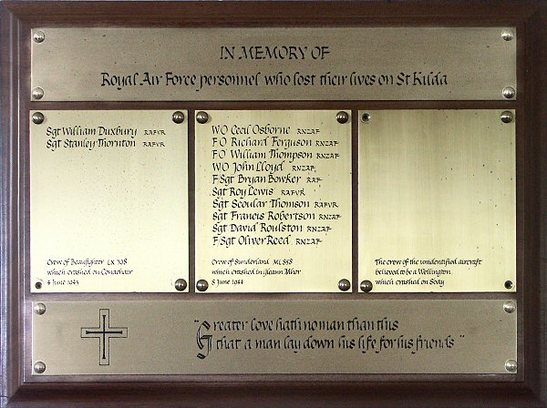 IN MEMORY OF
Royal Air Force personnel who lost their lives on St Kilda
Sgt William Duxbury RAFVR
Sgt Stanley Thornton RAFVR
Crew of Beaufighter LX 798
which crashed on Conachair
3 June 1943
WO Cecil Osborne RNZAF
FO Richard Ferguson RNZAF
FO William Thompson RNZAF
WO John Lloyd RNZAF
F.Sgt Bryan Bowker RAF
Sgt Roy Lewis RAFVR
Sgt Scoular Thomson RAFVR
Sgt Francis Robertson RNZAF
Sgt David Roulston RNZAF
F.Sgt Oliver Reed RNZAF
Crew of Sunderland ML 858
which crashed in Gleann Mhor
8 June 1944
The crew of the unidentified aircraft
believed to be a Wellington
which crashed on Soay
"Greater love hath no man than this
that a man lay down his life for his friends"